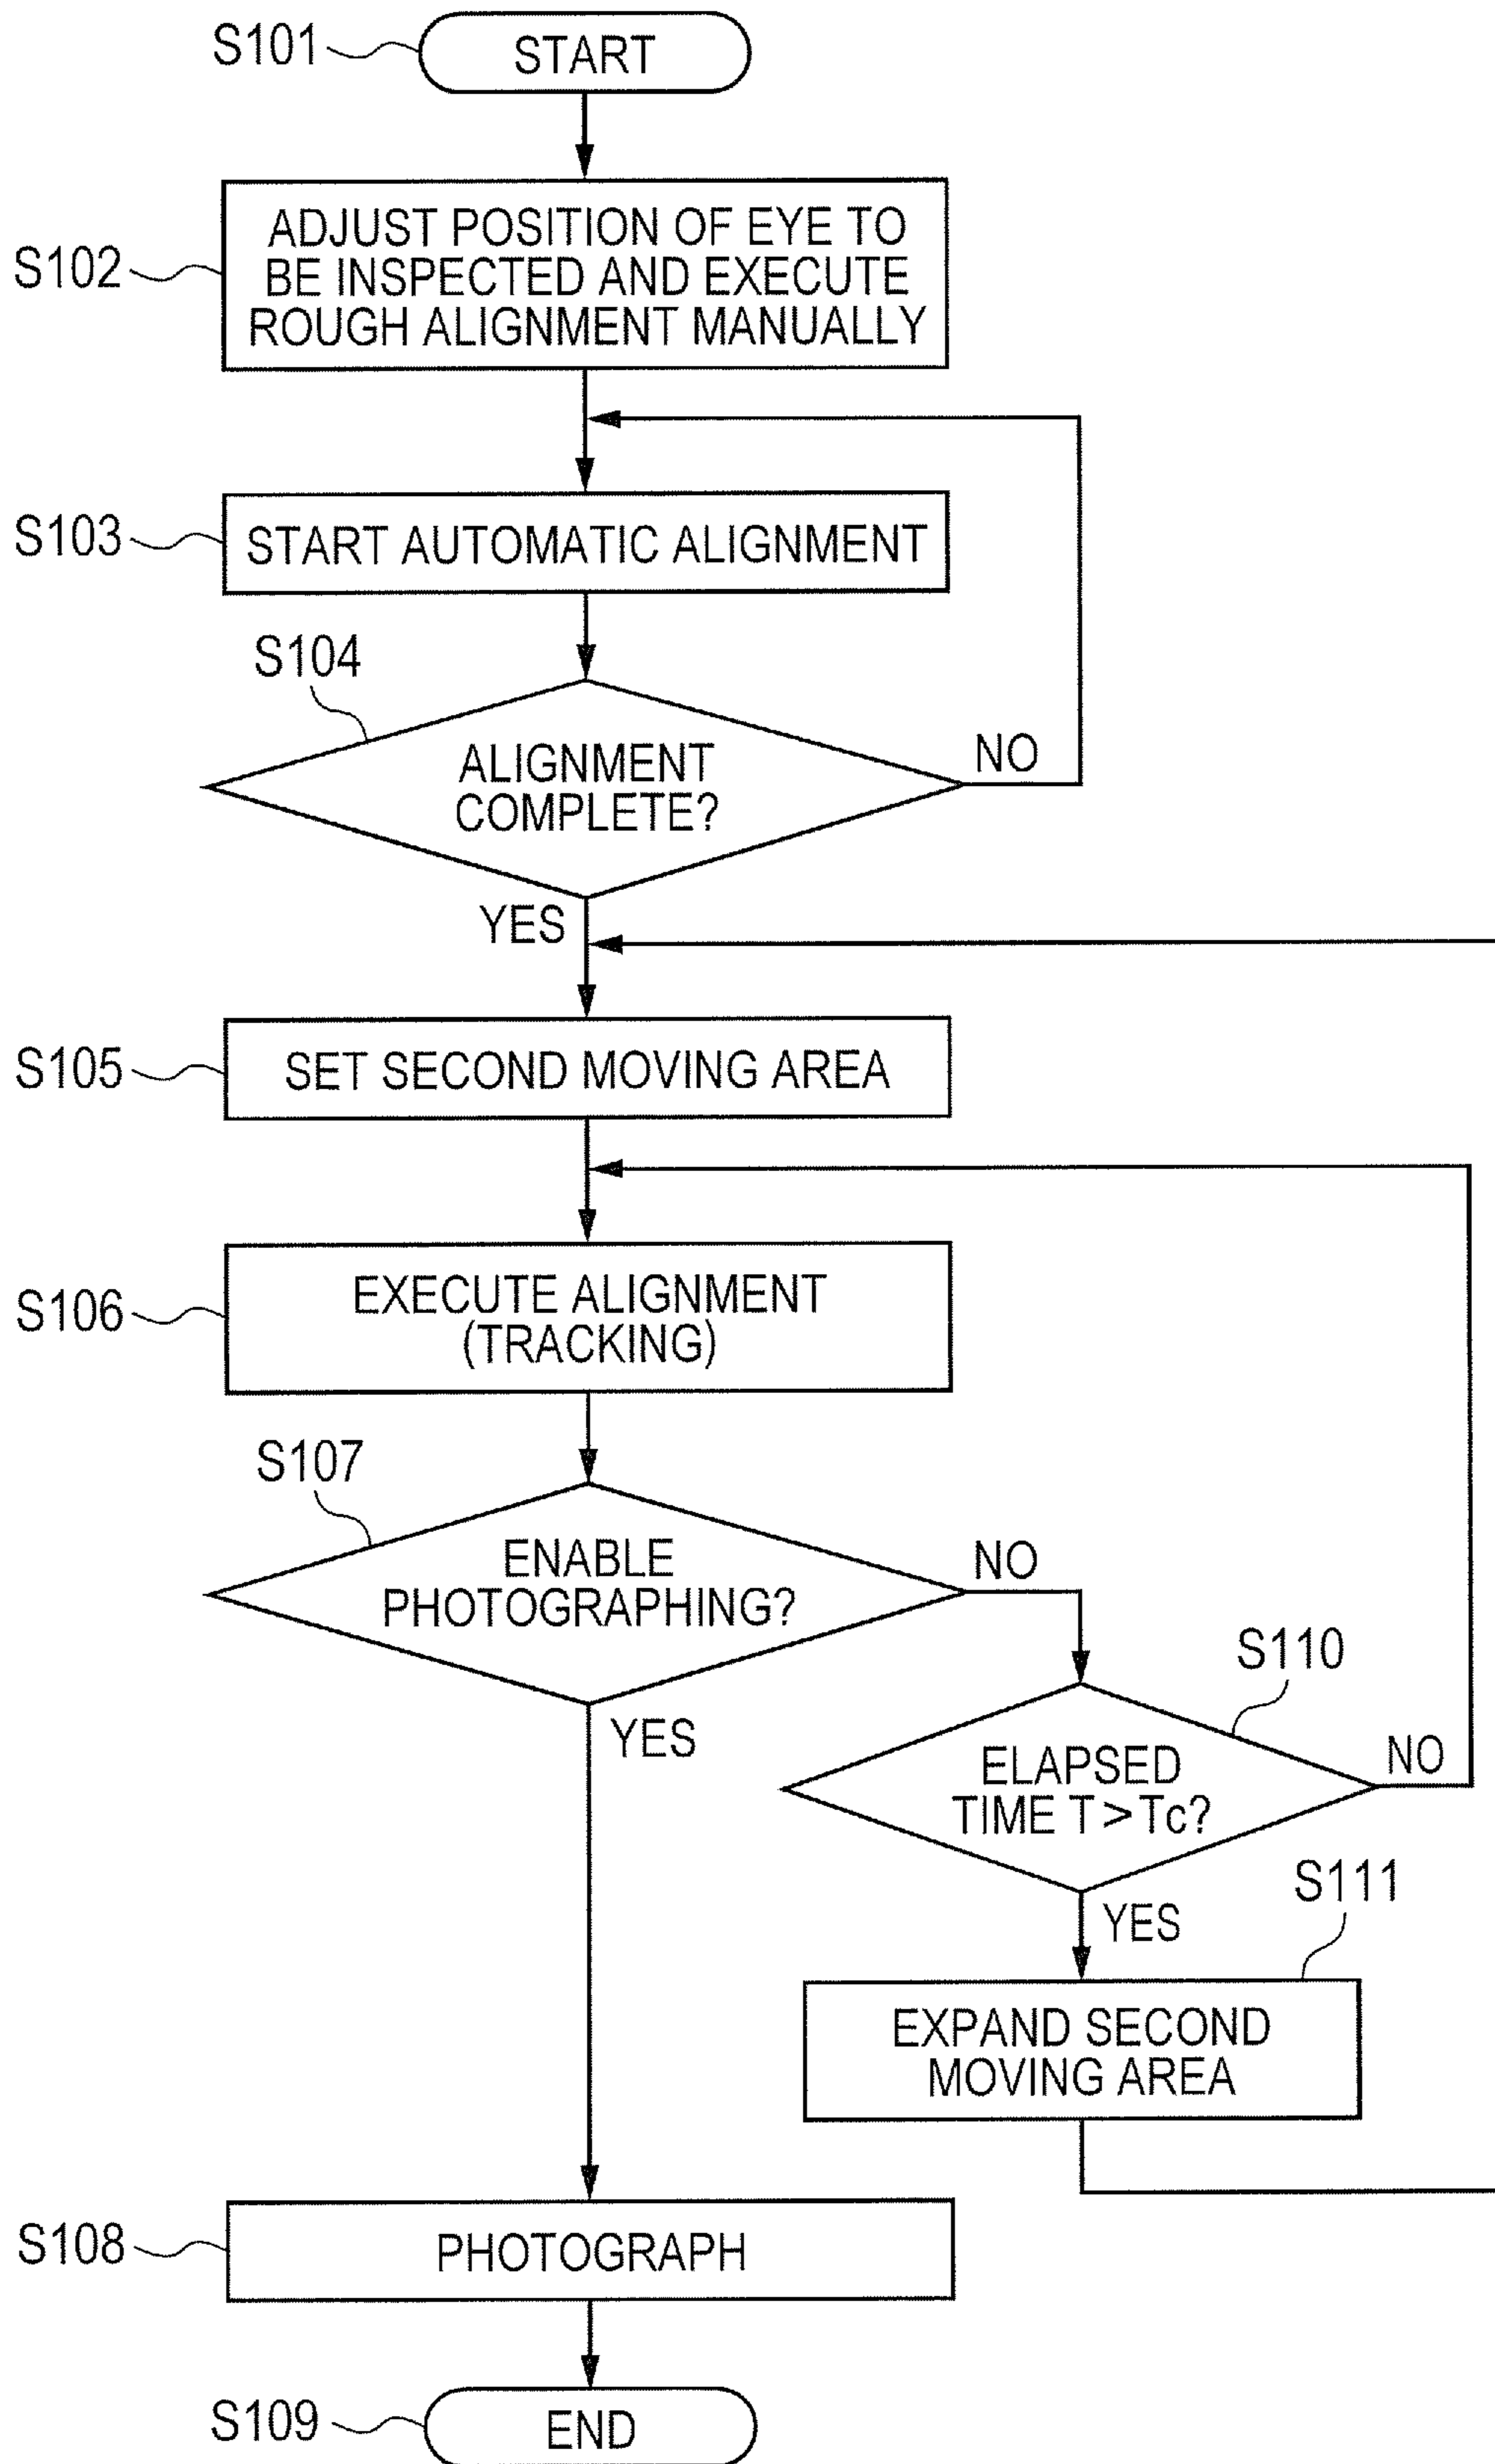 S101
START
S102
ADJUST POSITION OF EYE TO
BE INSPECTED AND EXECUTE
ROUGH ALIGNMENT MANUALLY
S103
START AUTOMATIC ALIGNMENT
S104
ALIGNMENT
COMPLETE?
NO
YES
S105
SET SECOND MOVING AREA
S106
EXECUTE ALIGNMENT
(TRACKING)
S107
ENABLE
PHOTOGRAPHING?
NO
YES
S110
ELAPSED
TIME T > Tc?
NO
YES
S111
EXPAND SECOND
MOVING AREA
S108
PHOTOGRAPH
S109
END